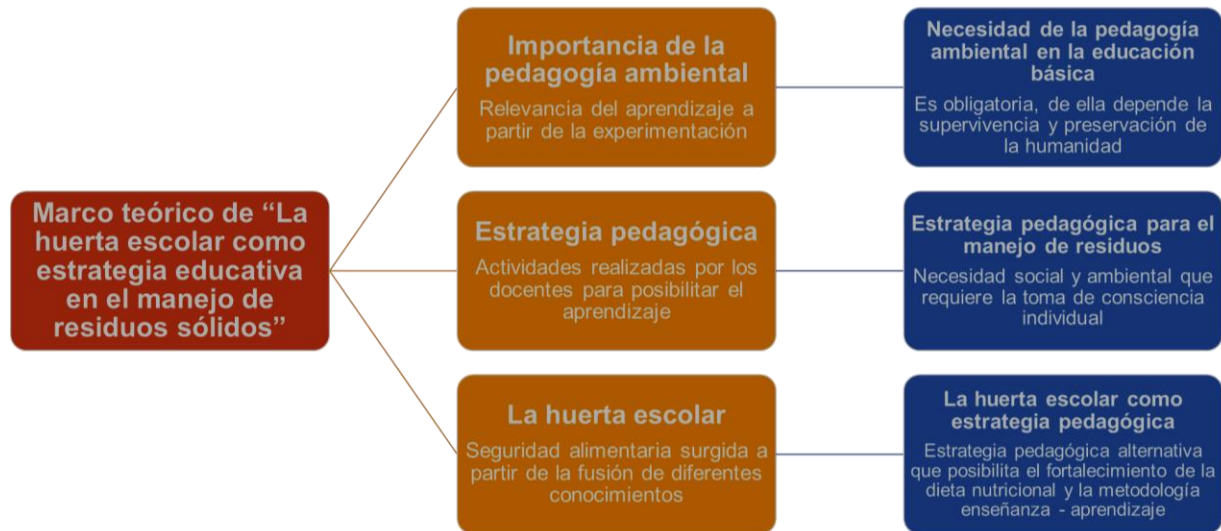 Marco teórico de “La
huerta escolar como
estrategia educativa
en el manejo de
residuos sólidos”
Importancia de la
pedagogía ambiental
Relevancia del aprendizaje a
partir de la experimentación
Necesidad de la pedagogía
ambiental en la educación
básica
Es obligatoria, de ella depende la
supervivencia y preservación de
la humanidad
Estrategia pedagógica
Actividades realizadas por los
docentes para posibilitar el
aprendizaje
Estrategia pedagógica para el
manejo de residuos
Necesidad social y ambiental que
requiere la toma de consciencia
individual
La huerta escolar
Seguridad alimentaria surgida a
partir de la fusión de diferentes
conocimientos
La huerta escolar como
estrategia pedagógica
Estrategia pedagógica alternativa
que posibilita el fortalecimiento de la
dieta nutricional y la metodología
enseñanza - aprendizaje